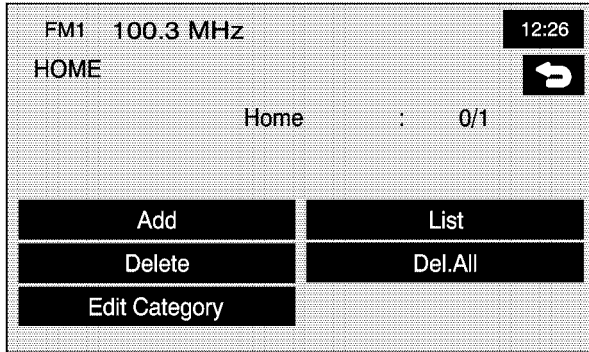 FM1 100.3 MHz 12:26
HOME
Home : 0/1
Add List
Delete Del.All
Edit Category